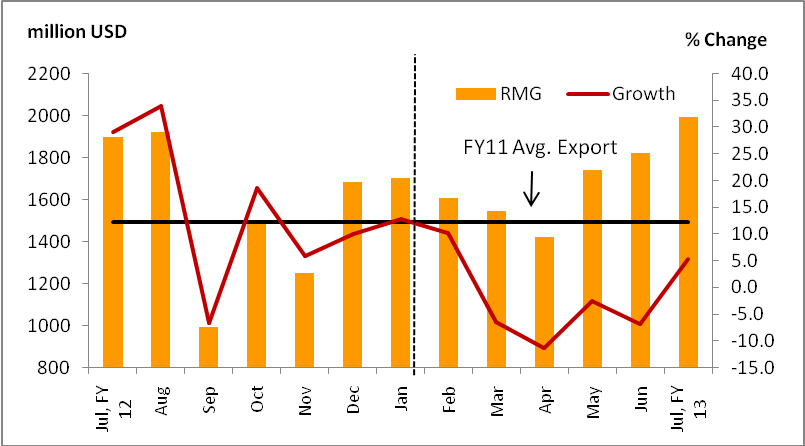 million USD
% Change
2200
2000
1800
1600
1400
1200
1000
800
40.0
35.0
30.0
25.0
20.0
15.0
10.0
5.0
0.0
-5.0
-10.0
-15.0
RMG
Growth
FY11 Avg. Export
Jul, FY
12
Aug
Sep
Oct
Nov
Dec
Jan
Feb
Mar
Apr
May
Jun
Jul, FY
13